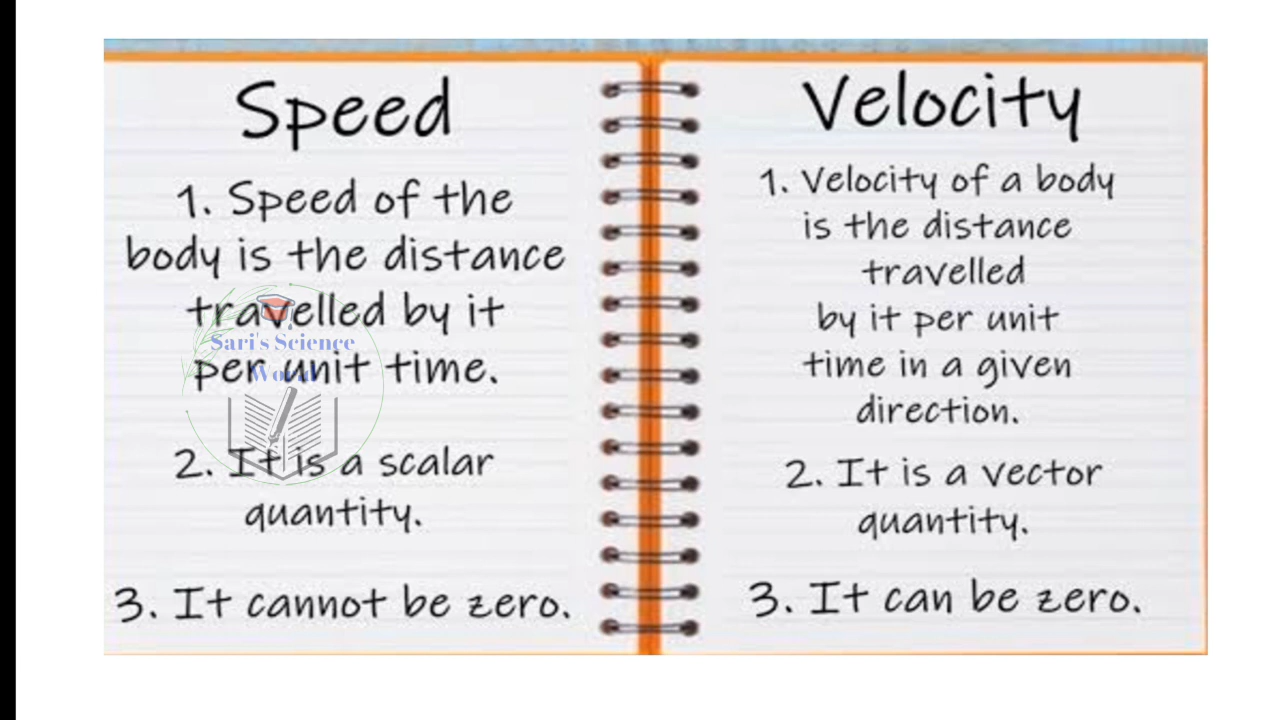 Speed
1. Speed of the
body is the distance
travelled by it
per unit time.
2. It is a scalar
quantity.
3. It cannot be zero.
Sari's Science
World
Velocity
1. Velocity of a body
is the distance
travelled
by it per unit
time in a given
direction.
2. It is a vector
quantity.
3. It can be zero.